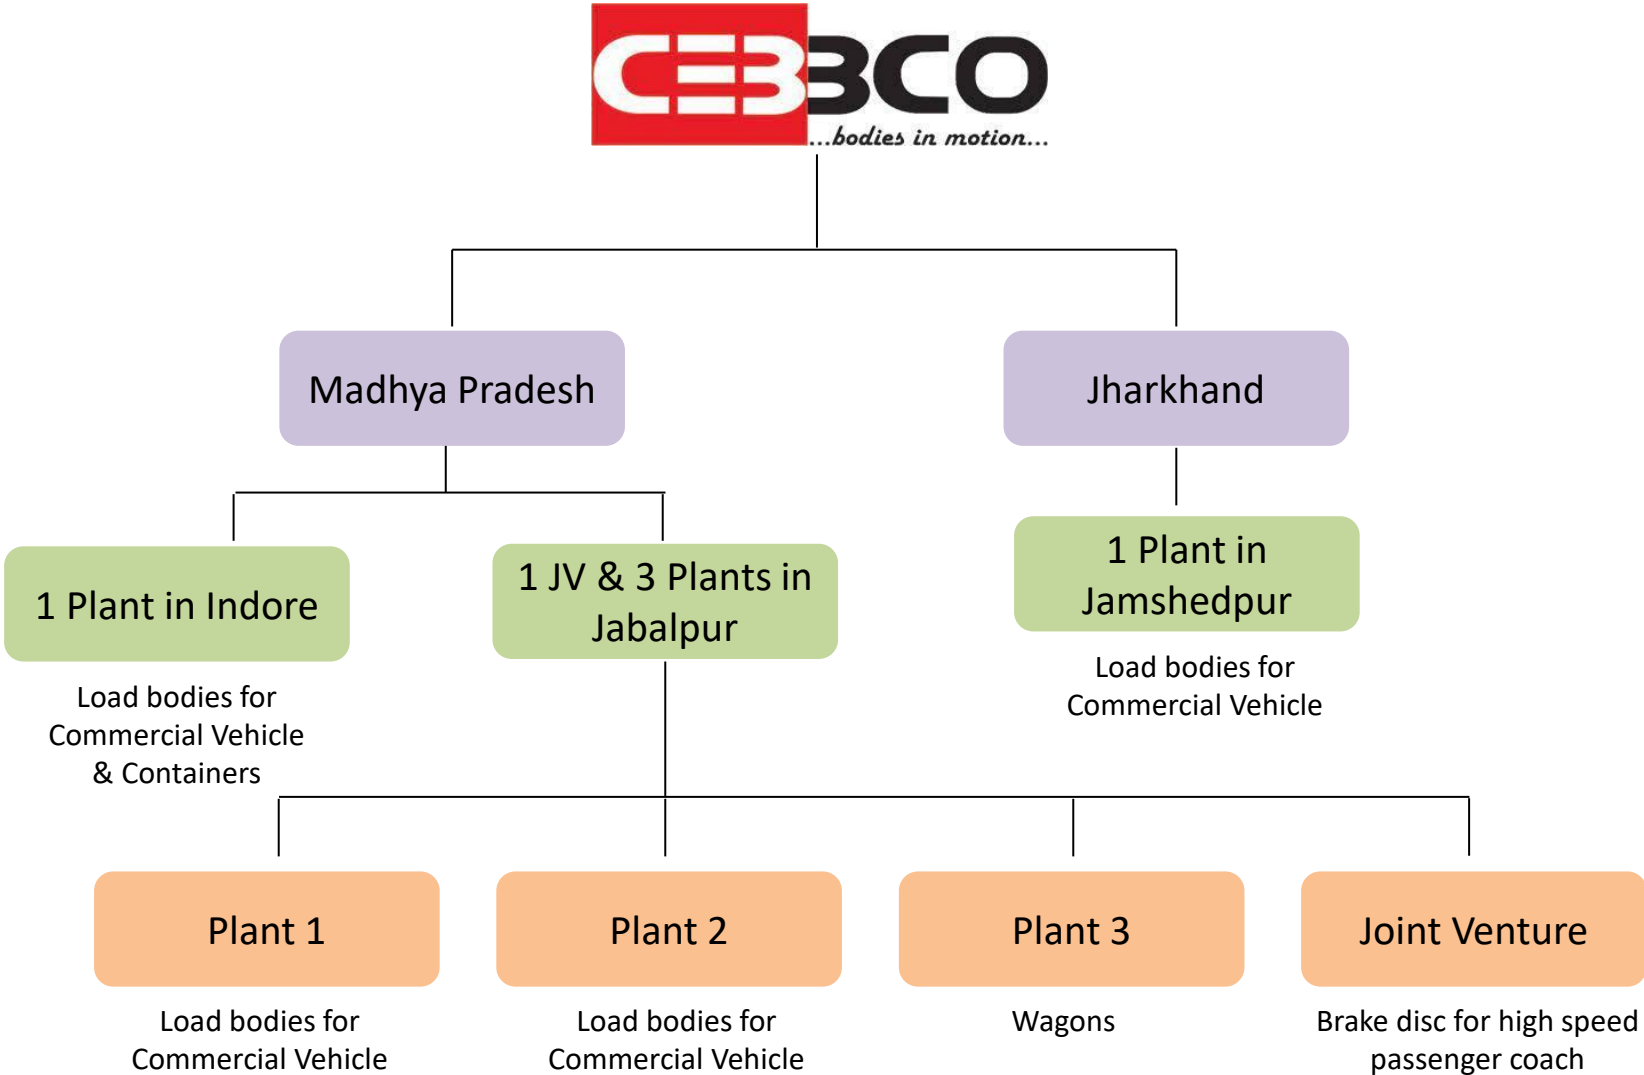 CEBBCO
...bodies in motion...
Madhya Pradesh
Jharkhand
1 Plant in Indore
1 JV & 3 Plants in
Jabalpur
1 Plant in
Jamshedpur
Load bodies for
Commercial Vehicle
& Containers
Load bodies for
Commercial Vehicle
Plant 1
Plant 2
Plant 3
Joint Venture
Load bodies for
Commercial Vehicle
Load bodies for
Commercial Vehicle
Wagons
Brake disc for high speed
passenger coach